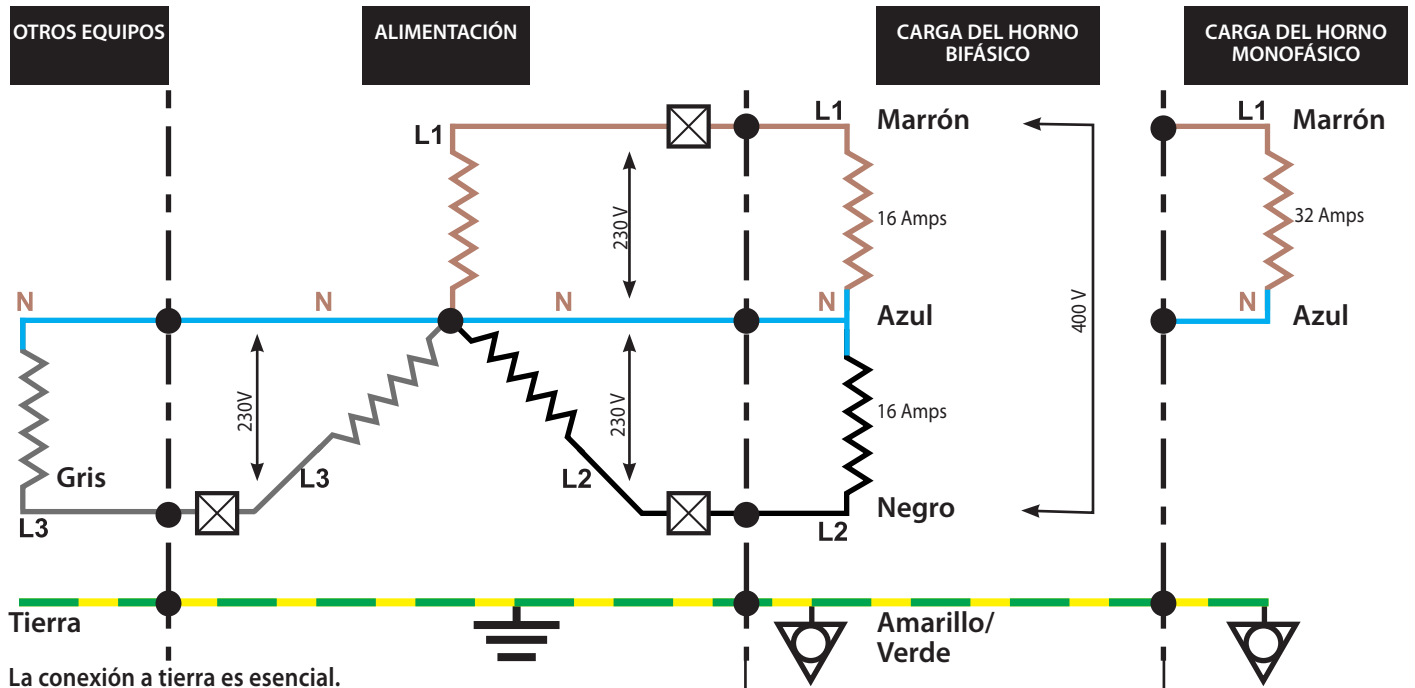 OTROS EQUIPOS
ALIMENTACIÓN
CARGA DEL HORNO
BIFÁSICO
CARGA DEL HORNO
MONOFÁSICO
L1
L1
Marrón
L1
Marrón
230 V
16 Amps
32 Amps
400 V
N
N
N
Azul
N
Azul
230V
230 V
16 Amps
Gris
L3
L2
L3
Negro
L2
Tierra
Amarillo/
Verde
La conexión a tierra es esencial.